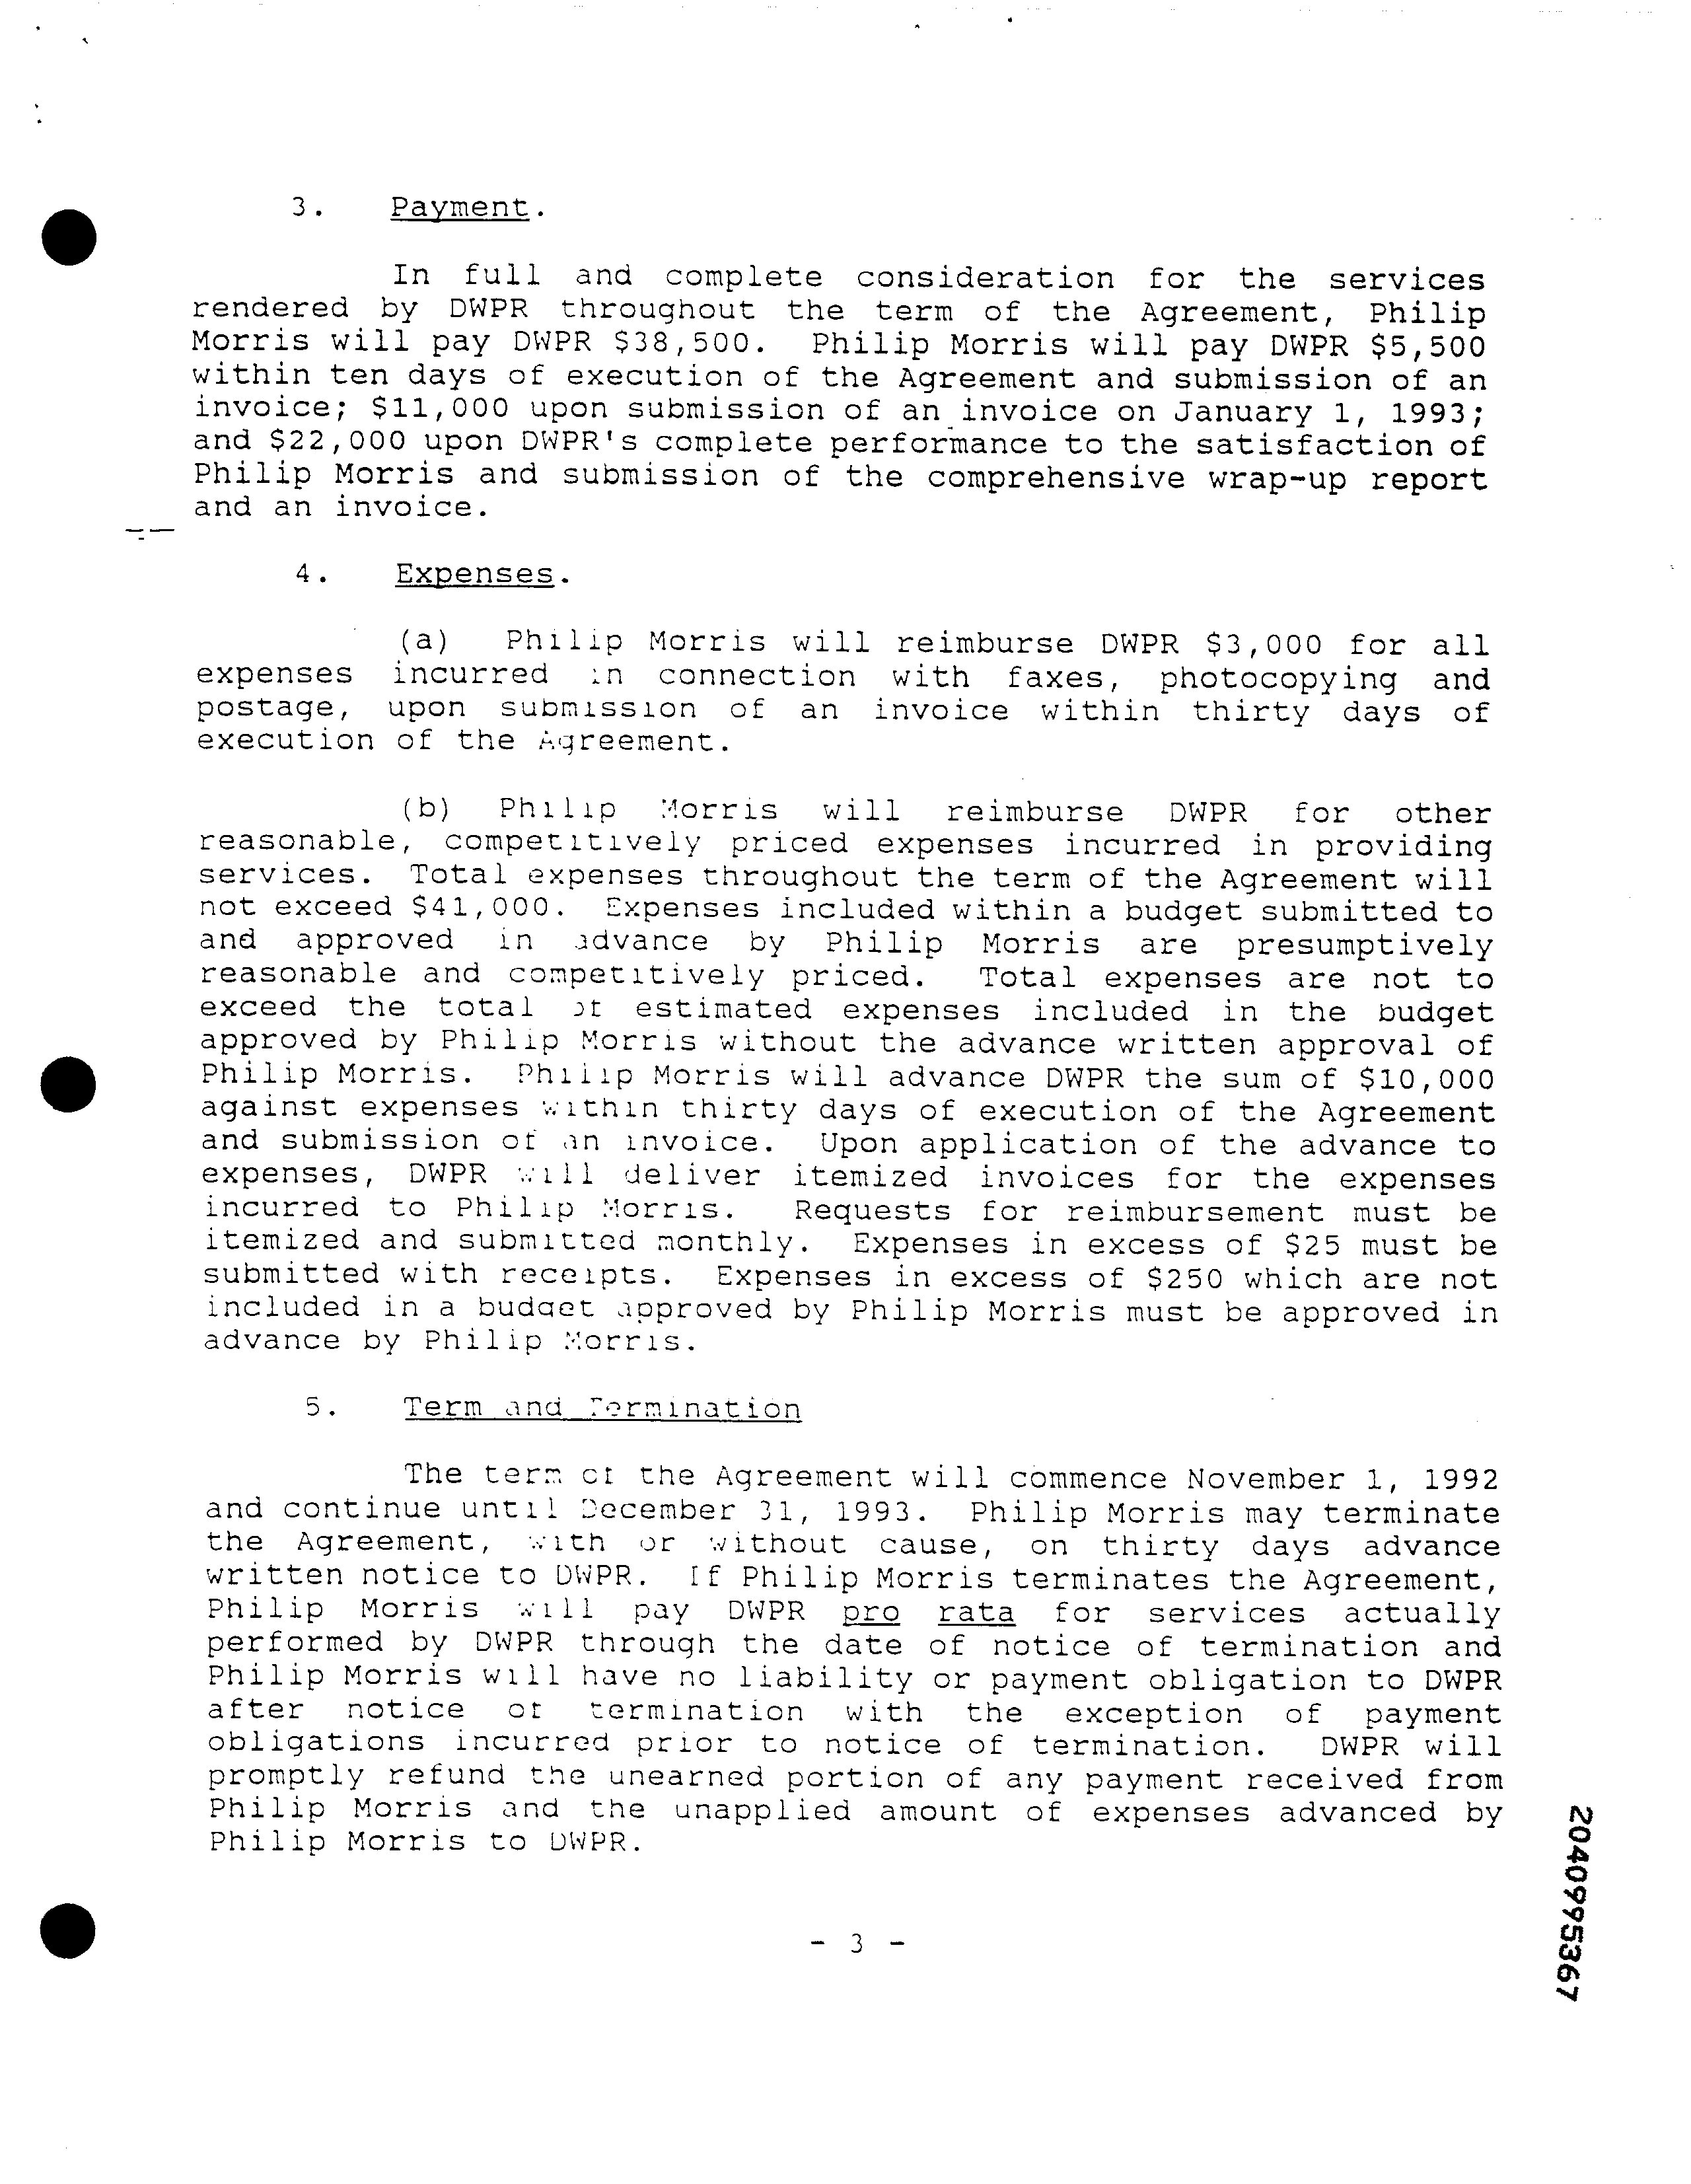 3. Payment.
In full and complete consideration for the services
rendered by DWPR throughout the term of the Agreement, Philip
Morris will pay DWPR $38,500. Philip Morris will pay DWPR $5,500
within ten days of execution of the Agreement and submission of an
invoice; $11,000 upon submission of an invoice on January 1, 1993;
and $22,000 upon DWPR's complete performance to the satisfaction of
Philip Morris and submission of the comprehensive wrap-up report
and an invoice.
4. Expenses.
(a) Philip Morris will reimburse DWPR $3,000 for all
expenses incurred in connection with faxes, photocopying and
postage, upon submission of an invoice within thirty days of
execution of the Agreement.
(b) Philip Morris will reimburse DWPR for other
reasonable, competitively priced expenses incurred in providing
services. Total expenses throughout the term of the Agreement will
not exceed $41,000. Expenses included within a budget submitted to
and approved in advance by Philip Morris are presumptively
reasonable and competitively priced. Total expenses are not to
exceed the total of estimated expenses included in the budget
approved by Philip Morris without the advance written approval of
Philip Morris. Philip Morris will advance DWPR the sum of $10,000
against expenses within thirty days of execution of the Agreement
and submission of an invoice. Upon application of the advance to
expenses, DWPR will deliver itemized invoices for the expenses
incurred to Philip Morris. Requests for reimbursement must be
itemized and submitted monthly. Expenses in excess of $25 must be
submitted with receipts. Expenses in excess of $250 which are not
included in a budget approved by Philip Morris must be approved in
advance by Philip Morris.
5. Term and Termination
The term of the Agreement will commence November 1, 1992
and continue until December 31, 1993. Philip Morris may terminate
the Agreement, with or without cause, on thirty days advance
written notice to DWPR. If Philip Morris terminates the Agreement,
Philip Morris will pay DWPR pro rata for services actually
performed by DWPR through the date of notice of termination and
Philip Morris will have no liability or payment obligation to DWPR
after notice of termination with the exception of payment
obligations incurred prior to notice of termination. DWPR will
promptly refund the unearned portion of any payment received from
Philip Morris and the unapplied amount of expenses advanced by
Philip Morris to DWPR.
- 3 -
2040995367